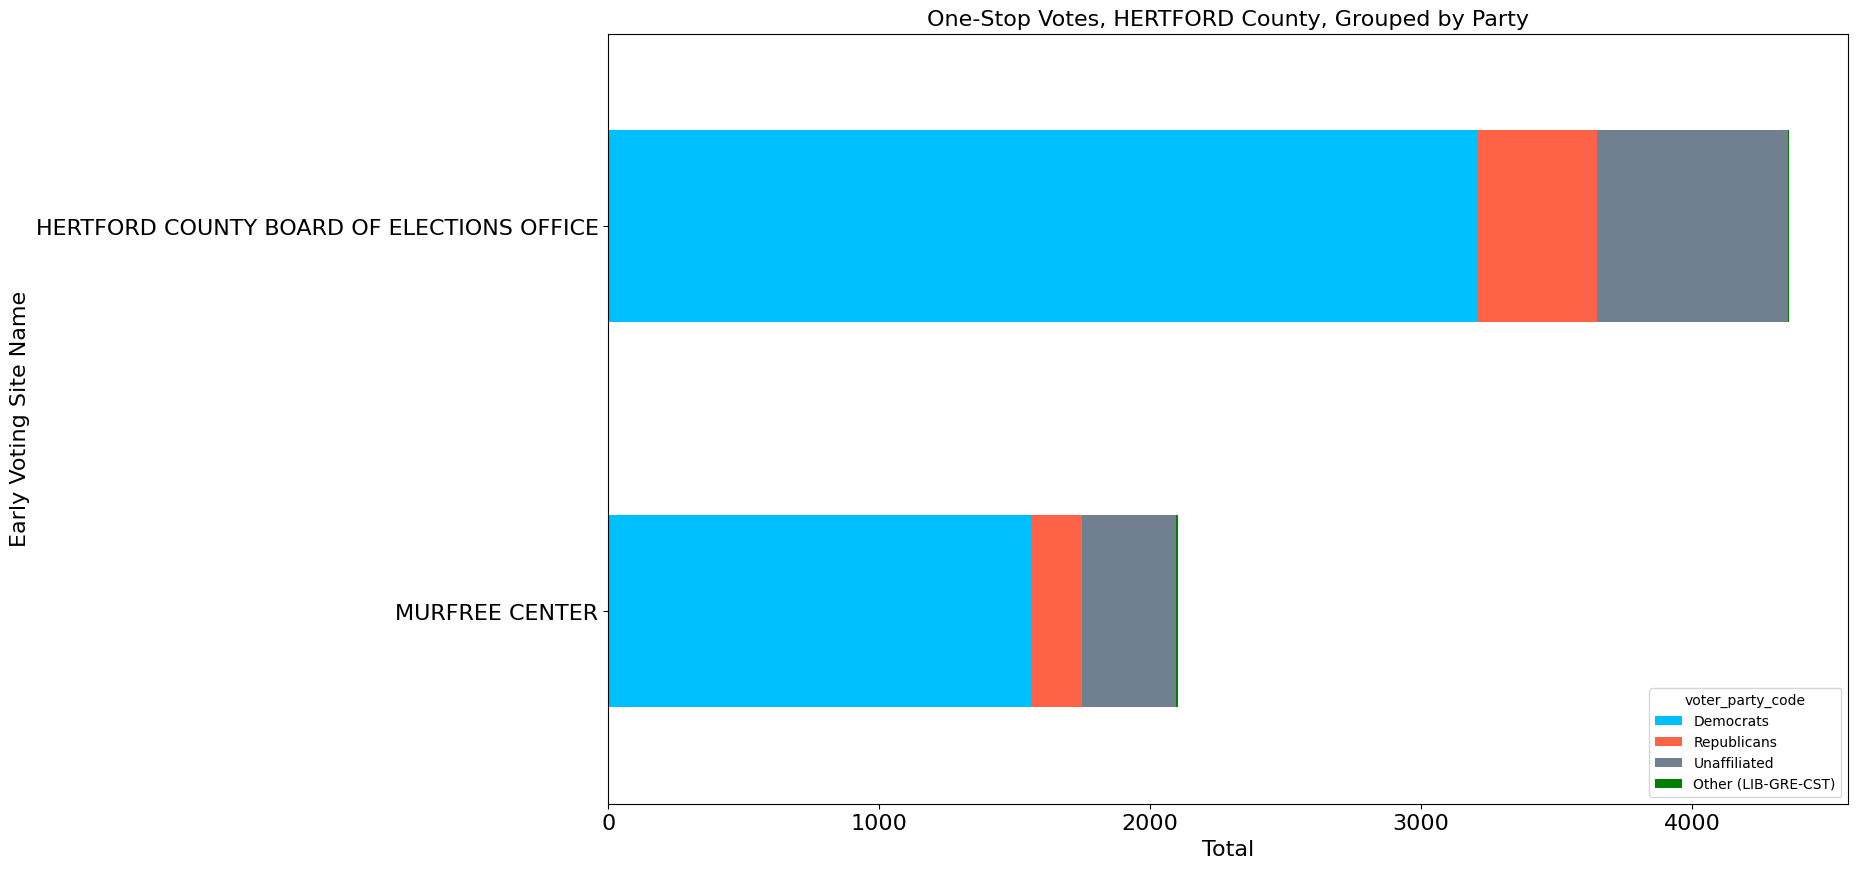 One-Stop Votes, HERTFORD County, Grouped by Party
Early Voting Site Name
HERTFORD COUNTY BOARD OF ELECTIONS OFFICE
MURFREE CENTER
voter_party_code
Democrats
Republicans
Unaffiliated
Other (LIB-GRE-CST)
0 1000 2000 3000 4000
Total